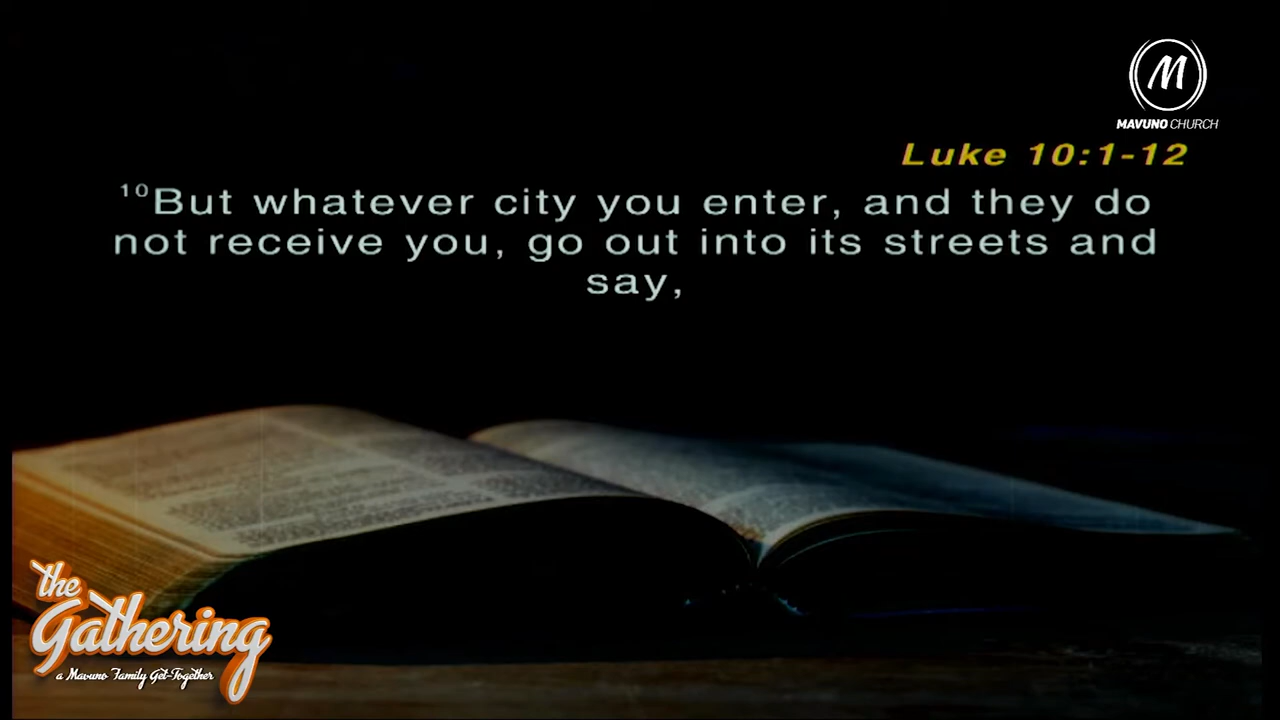 M
MAVUNO CHURCH
Luke 10:1-12
¹⁰But whatever city you enter, and they do
not receive you, go out into its streets and
say,
the
Gathering
a Mavuno Family Get-Together